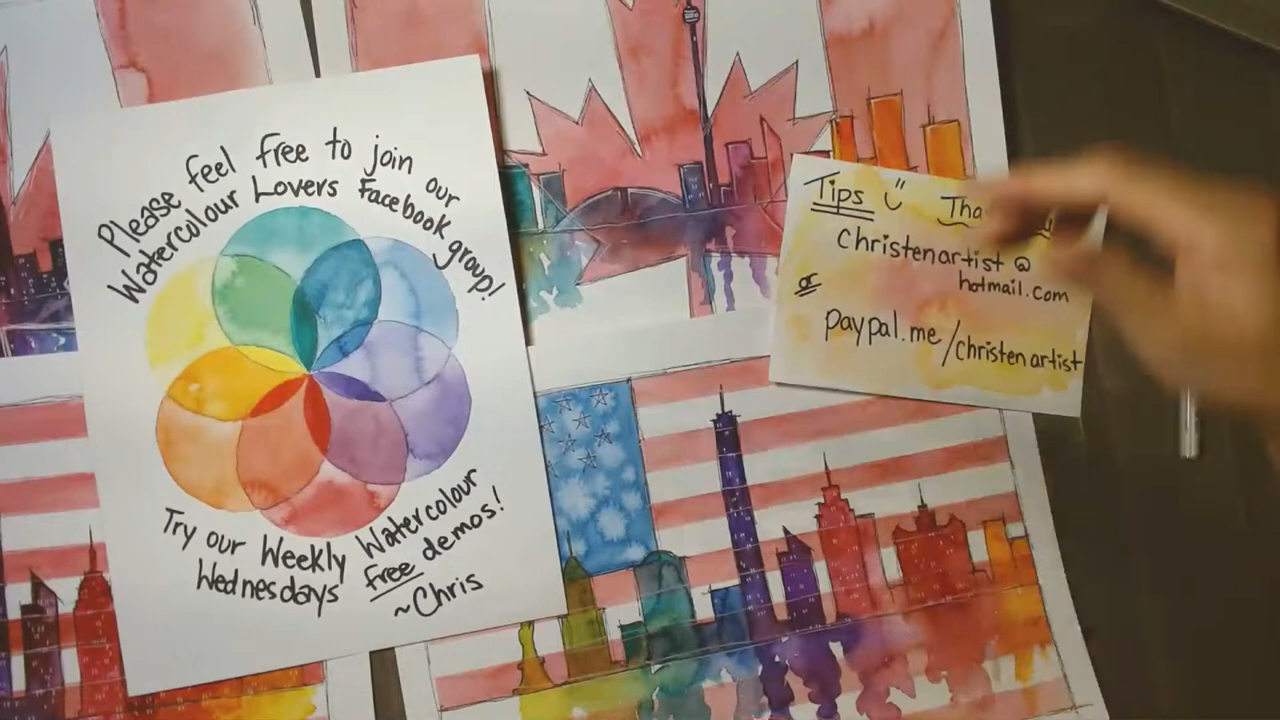 Please feel free to join our
Watercolour Lovers Facebook group!
Try our Weekly Watercolour
Wednesdays free demos!
~Chris
Tips
christenartist @
hotmail.com
or
paypal.me/christenartist